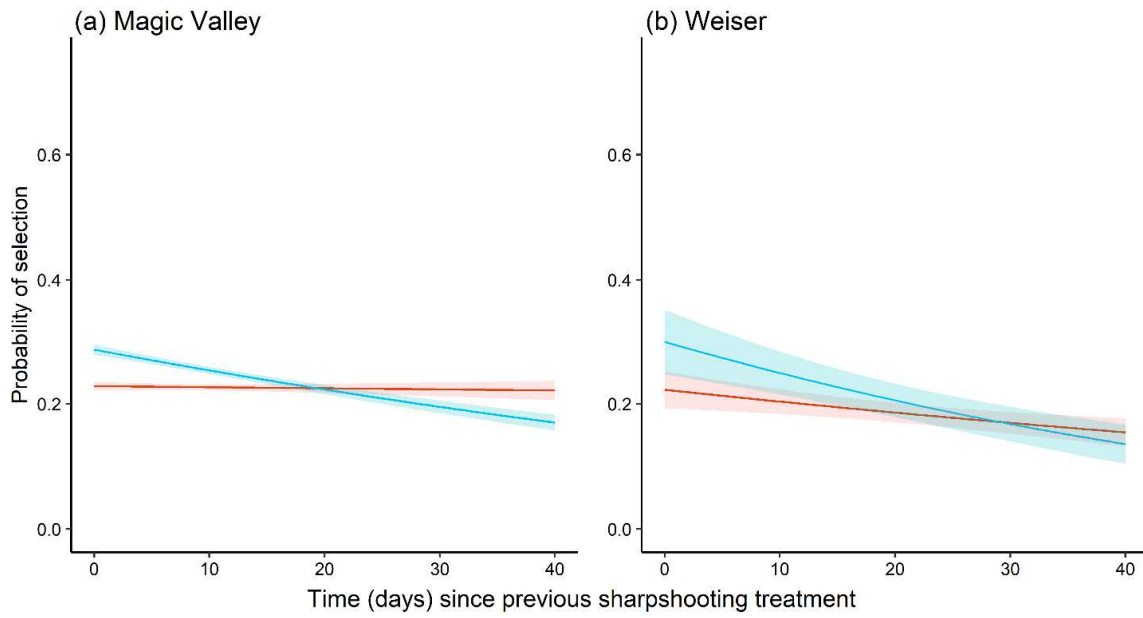 (a) Magic Valley
(b) Weiser
Probability of selection
0.6
0.4
0.2
0.0
0 10 20 30 40
0.6
0.4
0.2
0.0
0 10 20 30 40
Time (days) since previous sharpshooting treatment